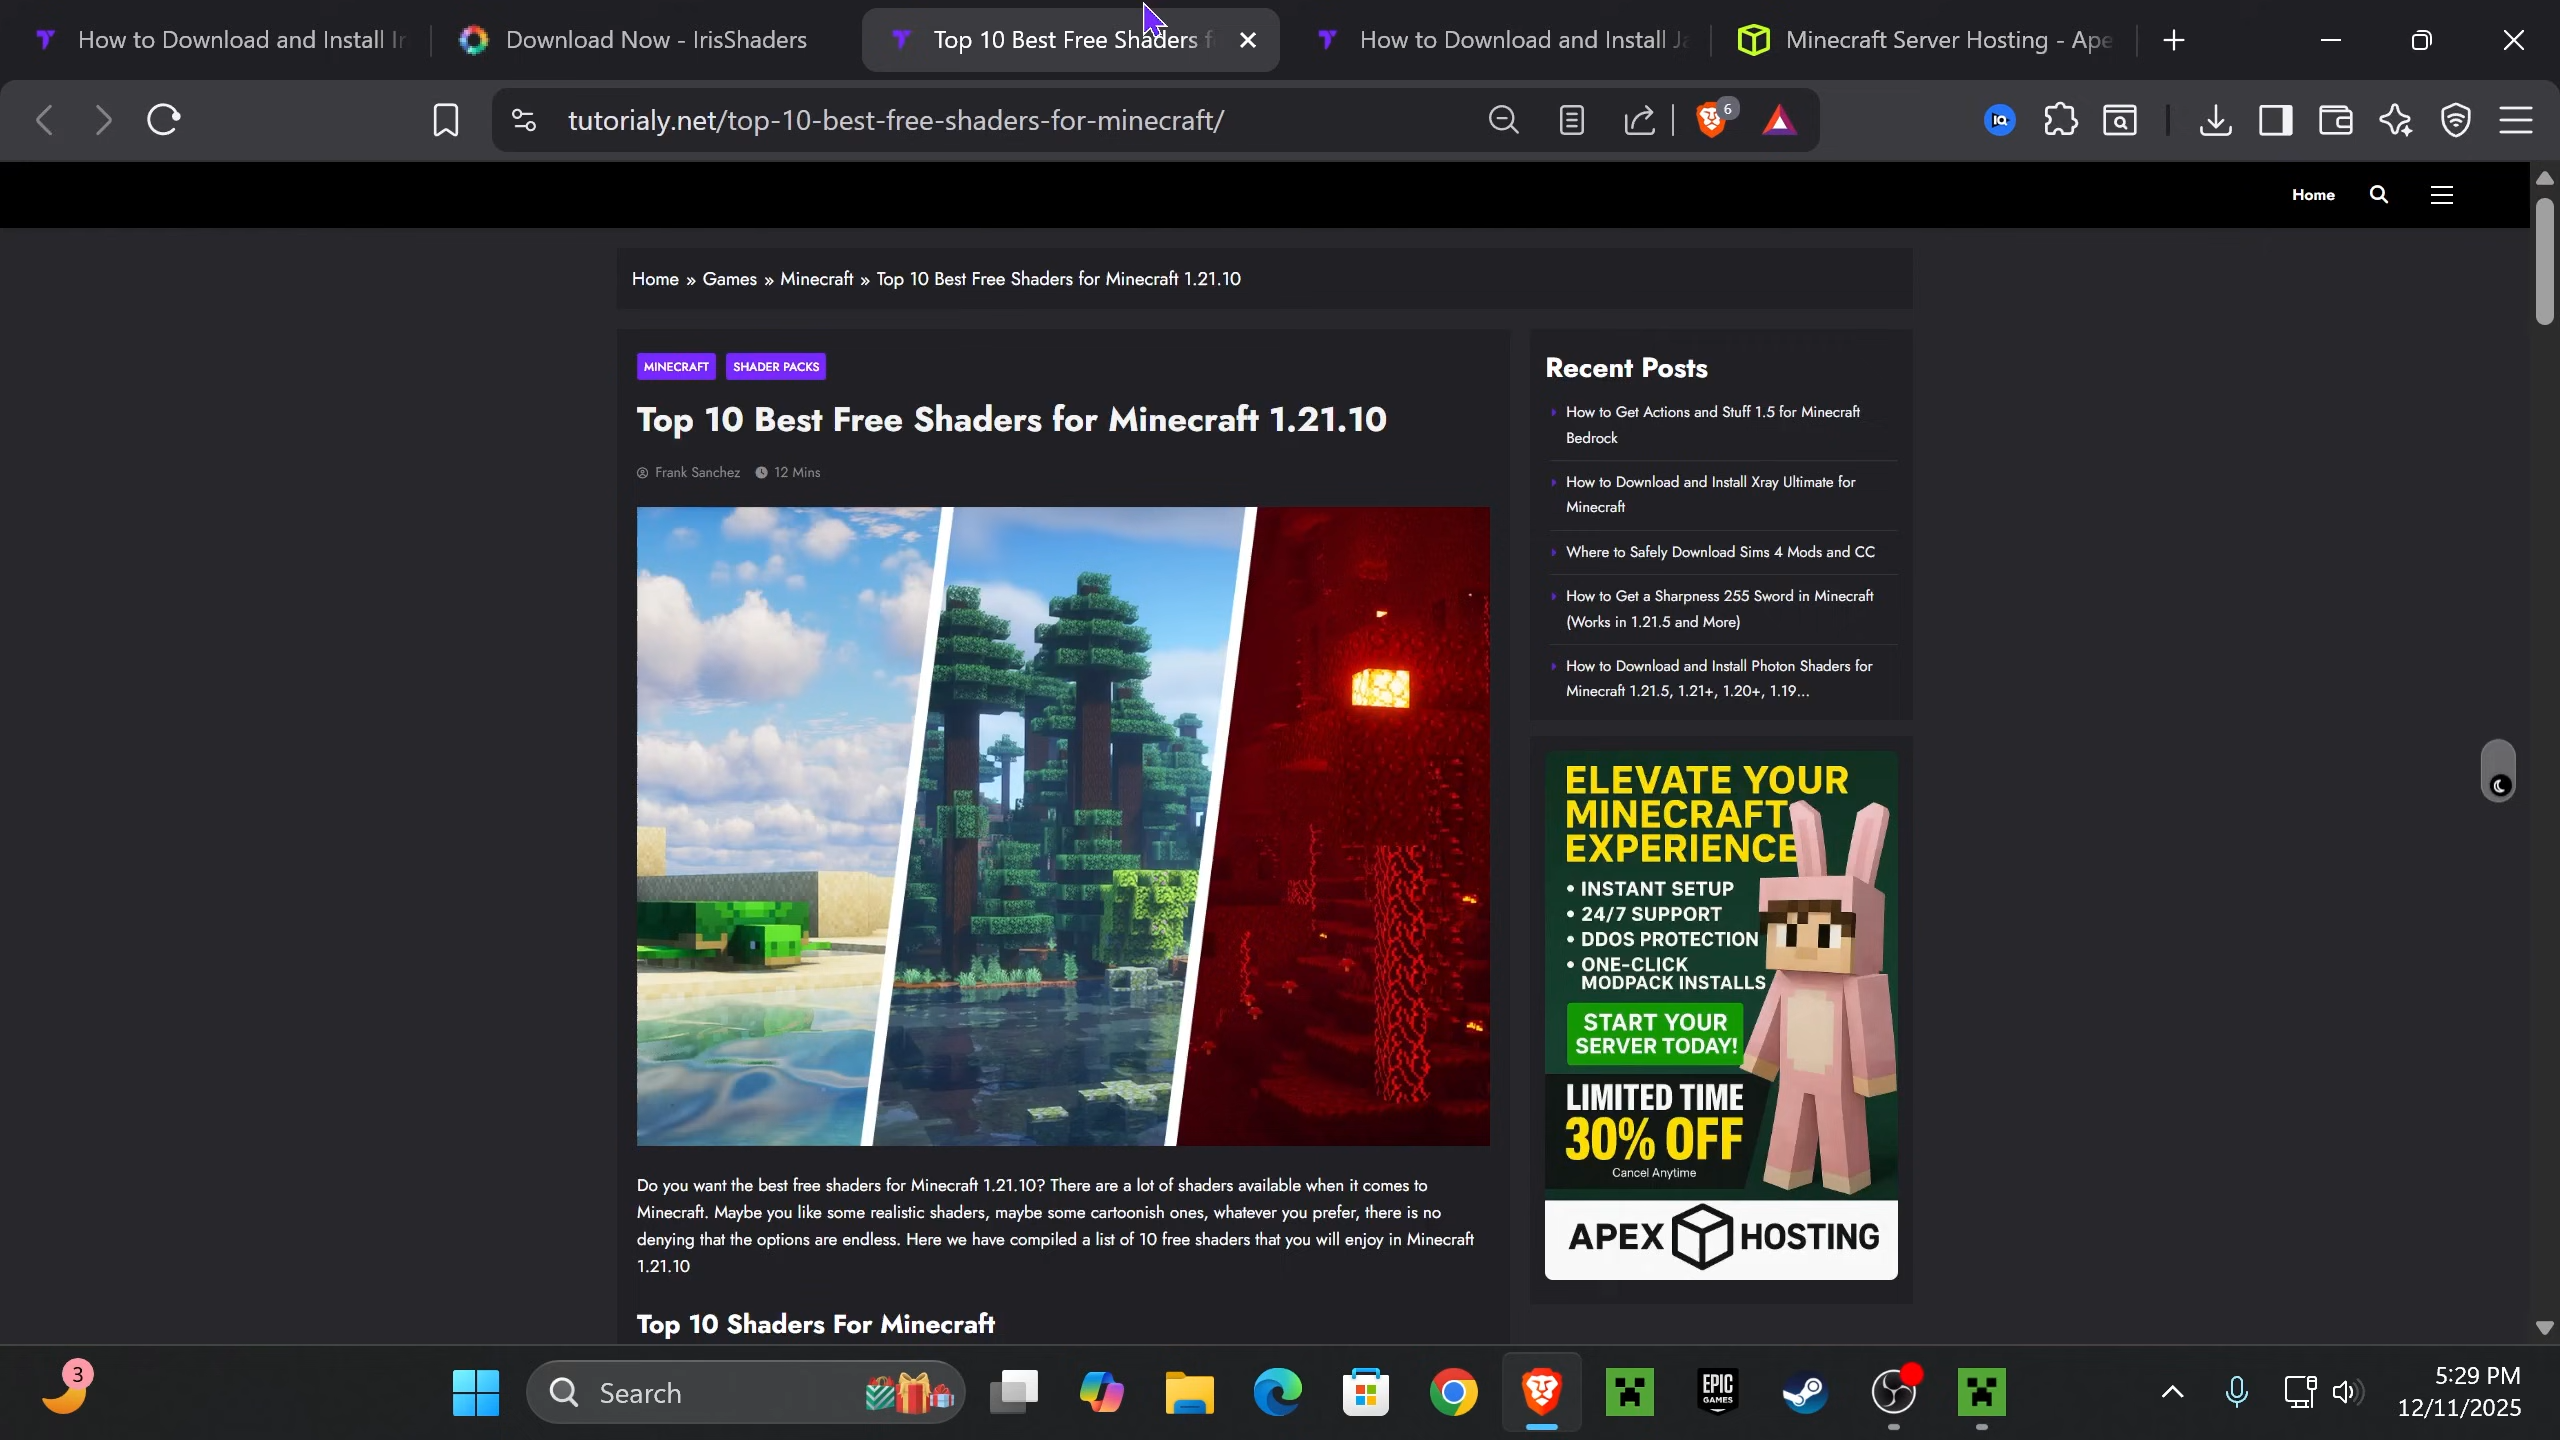 How to Download and Install Ir
Download Now - IrisShaders
Top 10 Best Free Shaders f
How to Download and Install Ja
Minecraft Server Hosting - Ape
tutorialy.net/top-10-best-free-shaders-for-minecraft/
6
Home
Home » Games » Minecraft » Top 10 Best Free Shaders for Minecraft 1.21.10
MINECRAFT
SHADER PACKS
Top 10 Best Free Shaders for Minecraft 1.21.10
Frank Sanchez
12 Mins
Do you want the best free shaders for Minecraft 1.21.10? There are a lot of shaders available when it comes to
Minecraft. Maybe you like some realistic shaders, maybe some cartoonish ones, whatever you prefer, there is no
denying that the options are endless. Here we have compiled a list of 10 free shaders that you will enjoy in Minecraft
1.21.10
Top 10 Shaders For Minecraft
Recent Posts
How to Get Actions and Stuff 1.5 for Minecraft
Bedrock
How to Download and Install Xray Ultimate for
Minecraft
Where to Safely Download Sims 4 Mods and CC
How to Get a Sharpness 255 Sword in Minecraft
(Works in 1.21.5 and More)
How to Download and Install Photon Shaders for
Minecraft 1.21.5, 1.21+, 1.20+, 1.19...
ELEVATE YOUR
MINECRAFT
EXPERIENCE
• INSTANT SETUP
• 24/7 SUPPORT
• DDOS PROTECTION
• ONE-CLICK
MODPACK INSTALLS
START YOUR
SERVER TODAY!
LIMITED TIME
30% OFF
Cancel Anytime
APEX HOSTING
3
Search
EPIC
GAMES
5:29 PM
12/11/2025